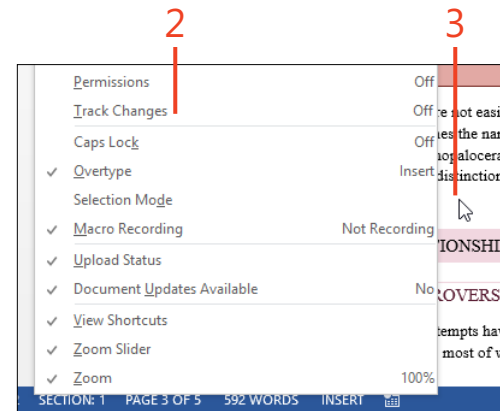 2 3
Permissions Off
Track Changes Off
re not easi
Caps Lock Off
nes the nar
Overtype Insert
nopalocera
distinction
Selection Mode
Macro Recording Not Recording
TIONSHI
Upload Status
Document Updates Available No
ROVERS
View Shortcuts
tempts hav
Zoom Slider
most of v
Zoom 100%
SECTION: 1 PAGE 3 OF 5 592 WORDS INSERT